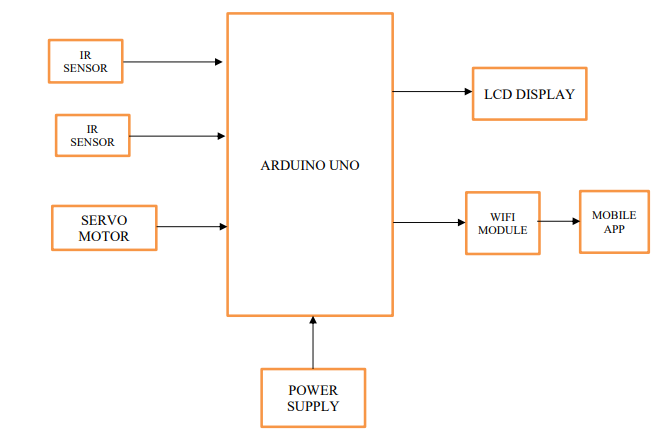 IR
SENSOR
IR
SENSOR
SERVO
MOTOR
ARDUINO UNO
LCD DISPLAY
WIFI
MODULE
MOBILE
APP
POWER
SUPPLY